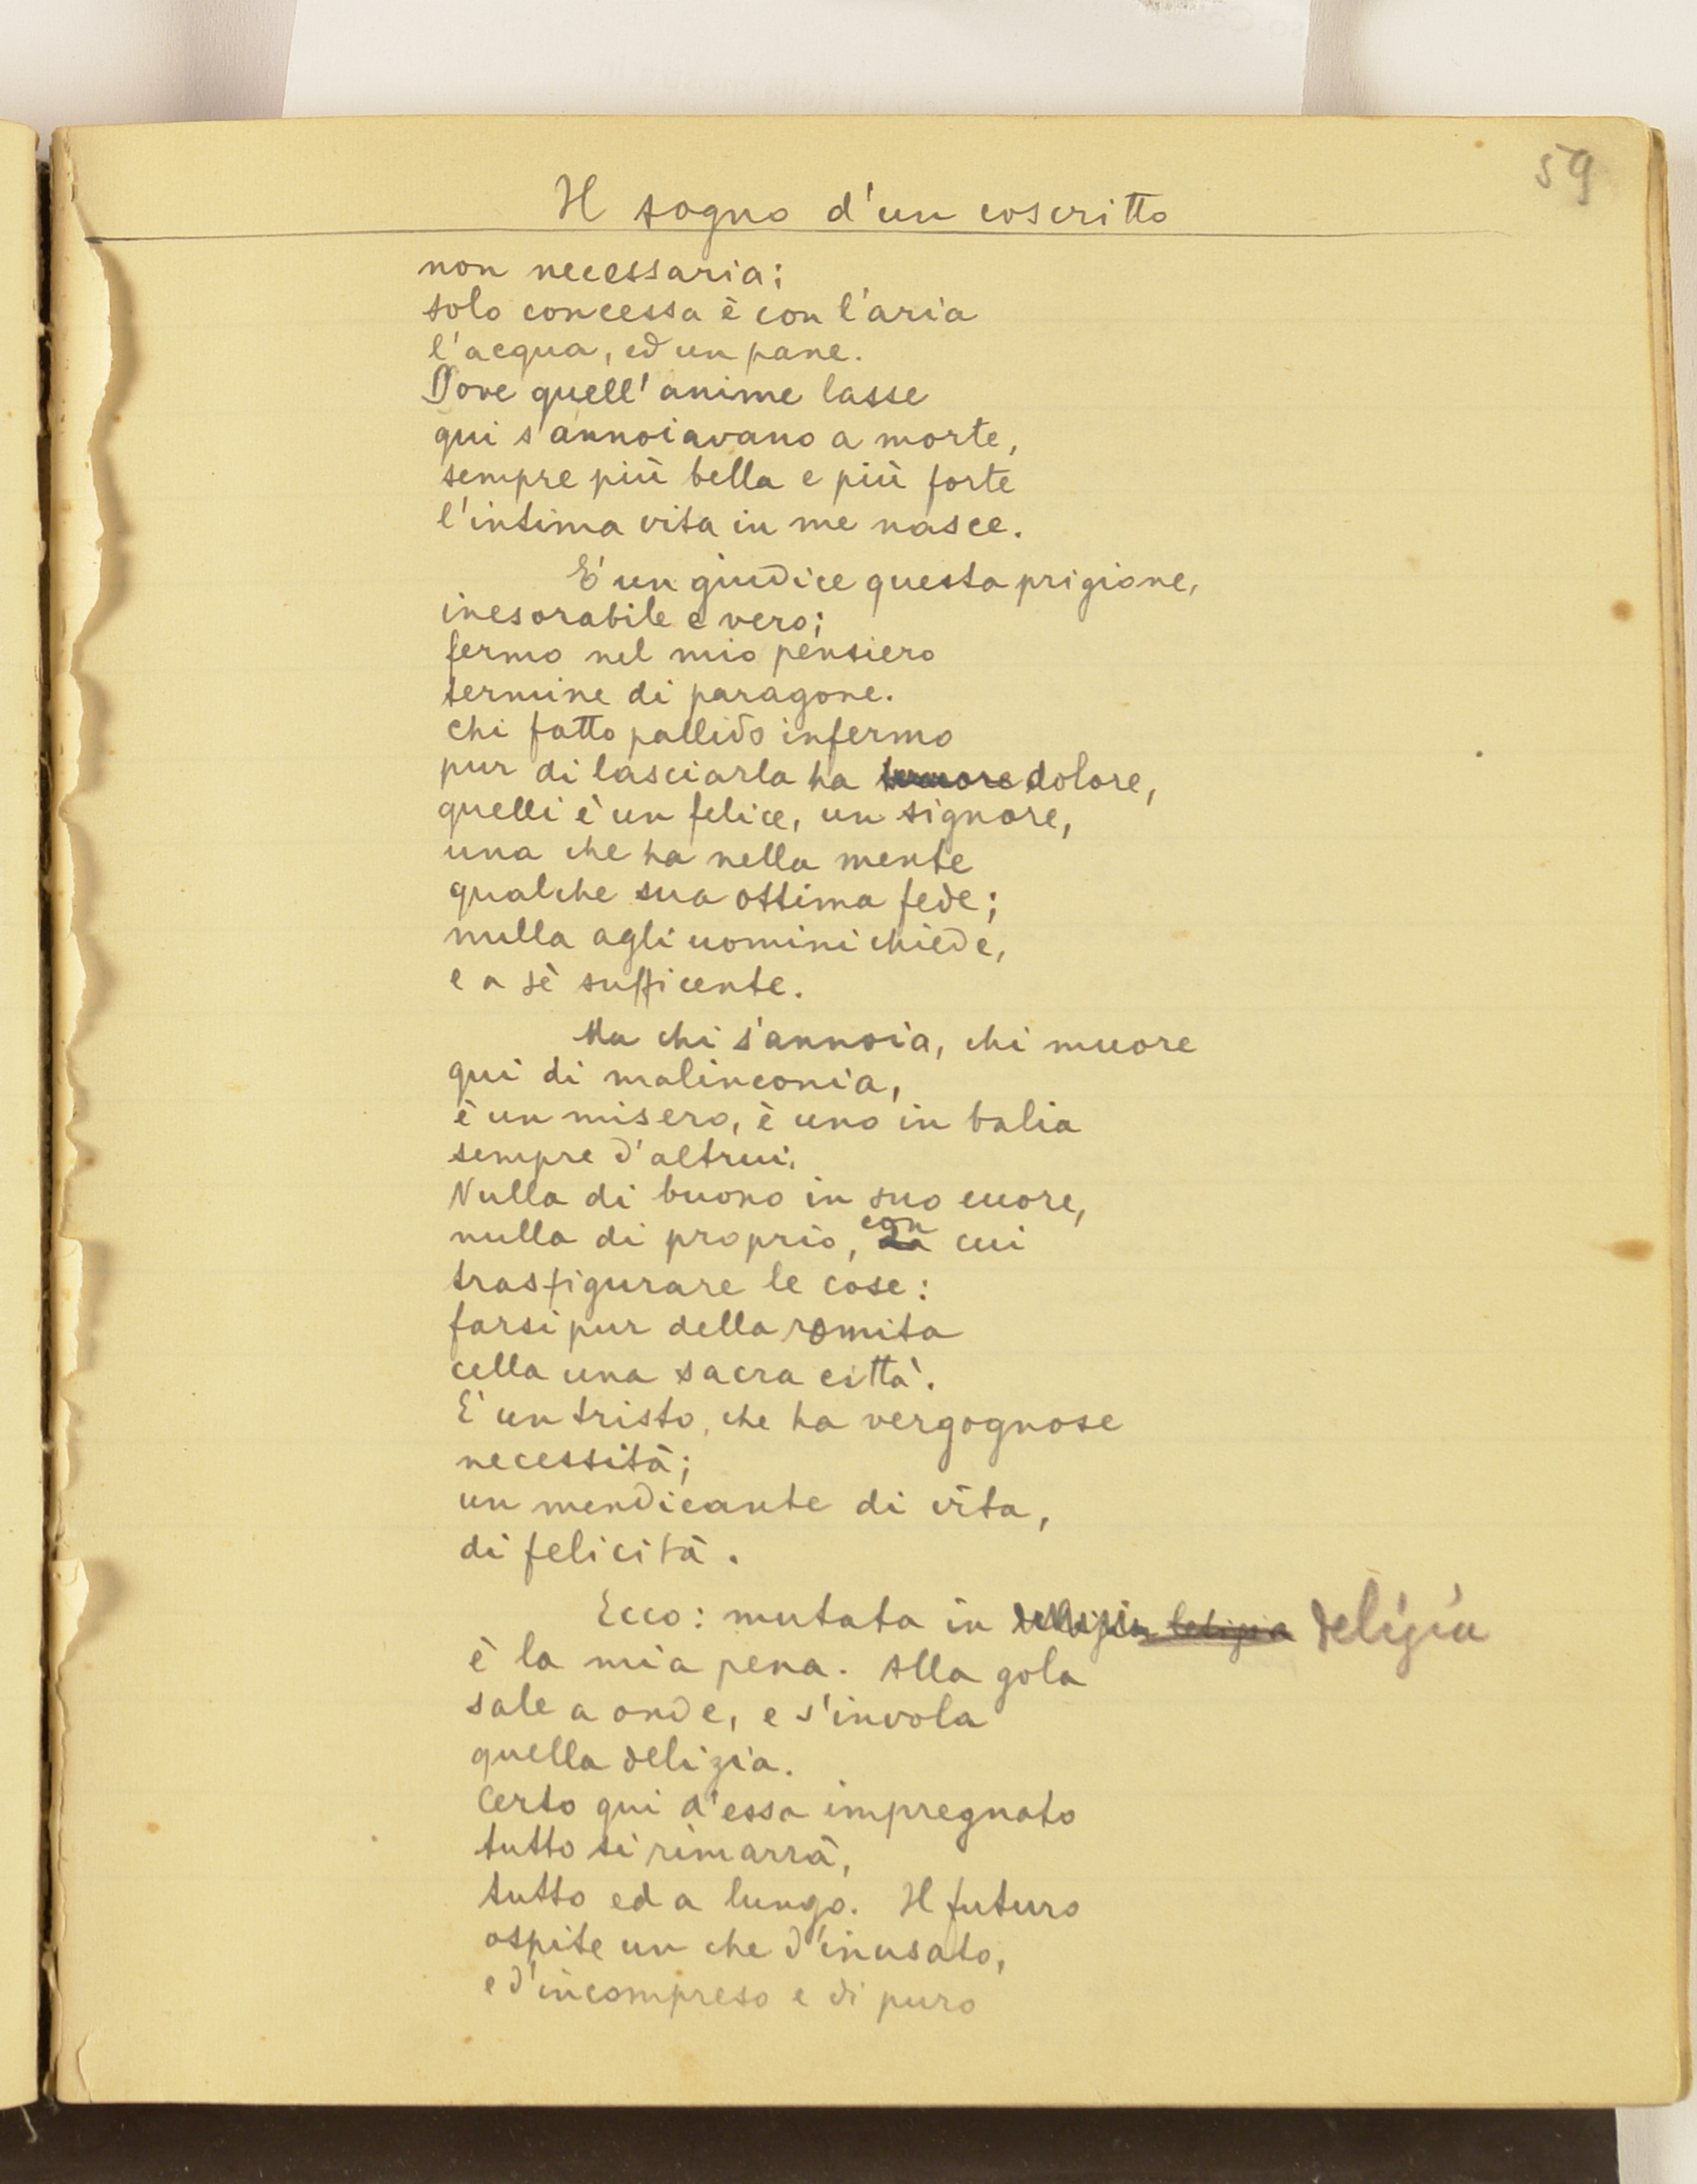 59
Il sogno d'un coscritto
non necessaria;
solo concessa è con l'aria
l'acqua, ed un pane.
Dove quell'anime lasse
qui s'annoiavano a morte,
sempre più bella e più forte
l'intima vita in me nasce.
E' un giudice questa prigione,
inesorabile e vero;
fermo nel mio pensiero
termine di paragone.
Chi fatto pallido infermo
pur di lasciarla ha dolore,
quelli è un felice, un signore,
una che ha nella mente
qualche sua ottima fede;
nulla agli uomini chiede,
e a sè sufficente.
Ma chi s'annoia, chi muore
qui di malinconia,
è un misero, è uno in balia
sempre d'altrui.
Nulla di buono in suo cuore,
nulla di proprio, con cui
trasfigurare le cose:
farsi pur della romita
cella una sacra città.
E' un tristo, che ha vergognose
necessità;
un mendicante di vita,
di felicità.
Ecco: mutata in letizia delizia
è la mia pena. Alla gola
sale a onde, e s'invola
quella delizia.
Certo qui d'essa impregnato
tutto si rimarrà,
tutto ed a lungo. Il futuro
ospite un che d'inusato,
e d'incompreso e di puro